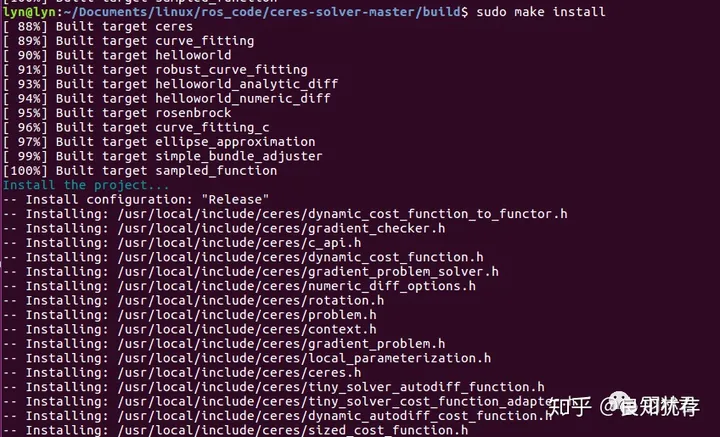 [100%] Built target sampled_function
lyn@lyn:~/Documents/linux/ros_code/ceres-solver-master/build$ sudo make install
[ 88%] Built target ceres
[ 89%] Built target curve_fitting
[ 90%] Built target helloworld
[ 91%] Built target robust_curve_fitting
[ 93%] Built target helloworld_analytic_diff
[ 94%] Built target helloworld_numeric_diff
[ 95%] Built target rosenbrock
[ 96%] Built target curve_fitting_c
[ 97%] Built target ellipse_approximation
[ 99%] Built target simple_bundle_adjuster
[100%] Built target sampled_function
Install the project...
-- Install configuration: "Release"
-- Installing: /usr/local/include/ceres/dynamic_cost_function_to_functor.h
-- Installing: /usr/local/include/ceres/gradient_checker.h
-- Installing: /usr/local/include/ceres/c_api.h
-- Installing: /usr/local/include/ceres/dynamic_cost_function.h
-- Installing: /usr/local/include/ceres/gradient_problem_solver.h
-- Installing: /usr/local/include/ceres/numeric_diff_options.h
-- Installing: /usr/local/include/ceres/rotation.h
-- Installing: /usr/local/include/ceres/problem.h
-- Installing: /usr/local/include/ceres/context.h
-- Installing: /usr/local/include/ceres/gradient_problem.h
-- Installing: /usr/local/include/ceres/local_parameterization.h
-- Installing: /usr/local/include/ceres/ceres.h
-- Installing: /usr/local/include/ceres/tiny_solver_autodiff_function.h
-- Installing: /usr/local/include/ceres/tiny_solver_cost_function_adapter.h
-- Installing: /usr/local/include/ceres/dynamic_autodiff_cost_function.h
-- Installing: /usr/local/include/ceres/sized_cost_function.h
知乎